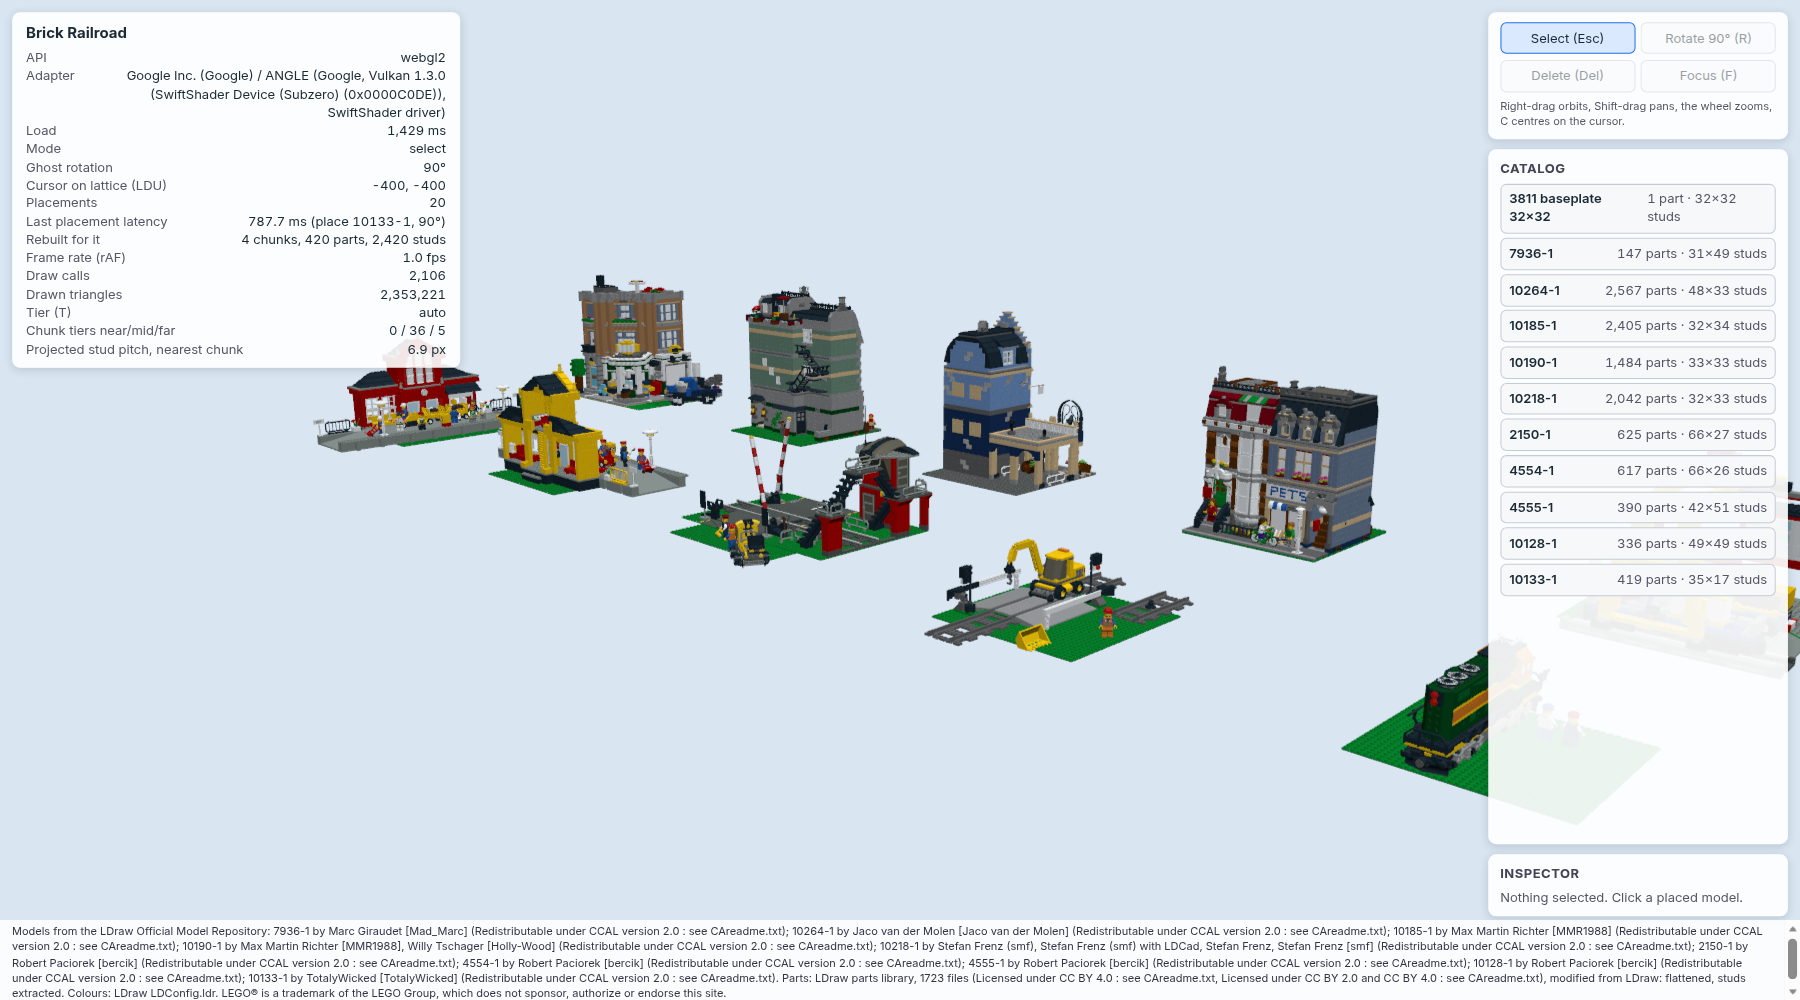 Brick Railroad
API webgl2
Adapter Google Inc. (Google) / ANGLE (Google, Vulkan 1.3.0
(SwiftShader Device (Subzero) (0x0000C0DE)),
SwiftShader driver)
Load 1,429 ms
Mode select
Ghost rotation 90°
Cursor on lattice (LDU) -400, -400
Placements 20
Last placement latency 787.7 ms (place 10133-1, 90°)
Rebuilt for it 4 chunks, 420 parts, 2,420 studs
Frame rate (rAF) 1.0 fps
Draw calls 2,106
Drawn triangles 2,353,221
Tier (T) auto
Chunk tiers near/mid/far 0 / 36 / 5
Projected stud pitch, nearest chunk 6.9 px
PETS
Select (Esc) Rotate 90° (R)
Delete (Del) Focus (F)
Right-drag orbits, Shift-drag pans, the wheel zooms,
C centres on the cursor.
CATALOG
3811 baseplate 1 part · 32×32
32×32 studs
7936-1 147 parts · 31×49 studs
10264-1 2,567 parts · 48×33 studs
10185-1 2,405 parts · 32×34 studs
10190-1 1,484 parts · 33×33 studs
10218-1 2,042 parts · 32×33 studs
2150-1 625 parts · 66×27 studs
4554-1 617 parts · 66×26 studs
4555-1 390 parts · 42×51 studs
10128-1 336 parts · 49×49 studs
10133-1 419 parts · 35×17 studs
INSPECTOR
Nothing selected. Click a placed model.
Models from the LDraw Official Model Repository: 7936-1 by Marc Giraudet [Mad_Marc] (Redistributable under CCAL version 2.0 : see CAreadme.txt); 10264-1 by Jaco van der Molen [Jaco van der Molen] (Redistributable under CCAL version 2.0 : see CAreadme.txt); 10185-1 by Max Martin Richter [MMR1988] (Redistributable under CCAL
version 2.0 : see CAreadme.txt); 10190-1 by Max Martin Richter [MMR1988], Willy Tschager [Holly-Wood] (Redistributable under CCAL version 2.0 : see CAreadme.txt); 10218-1 by Stefan Frenz (smf), Stefan Frenz (smf) with LDCad, Stefan Frenz, Stefan Frenz [smf] (Redistributable under CCAL version 2.0 : see CAreadme.txt); 2150-1 by
Robert Paciorek [bercik] (Redistributable under CCAL version 2.0 : see CAreadme.txt); 4554-1 by Robert Paciorek [bercik] (Redistributable under CCAL version 2.0 : see CAreadme.txt); 4555-1 by Robert Paciorek [bercik] (Redistributable under CCAL version 2.0 : see CAreadme.txt); 10128-1 by Robert Paciorek [bercik] (Redistributable
under CCAL version 2.0 : see CAreadme.txt); 10133-1 by TotalyWicked [TotalyWicked] (Redistributable under CCAL version 2.0 : see CAreadme.txt). Parts: LDraw parts library, 1723 files (Licensed under CC BY 4.0 : see CAreadme.txt, Licensed under CC BY 2.0 and CC BY 4.0 : see CAreadme.txt), modified from LDraw: flattened, studs
extracted. Colours: LDraw LDConfig.ldr. LEGO® is a trademark of the LEGO Group, which does not sponsor, authorize or endorse this site.